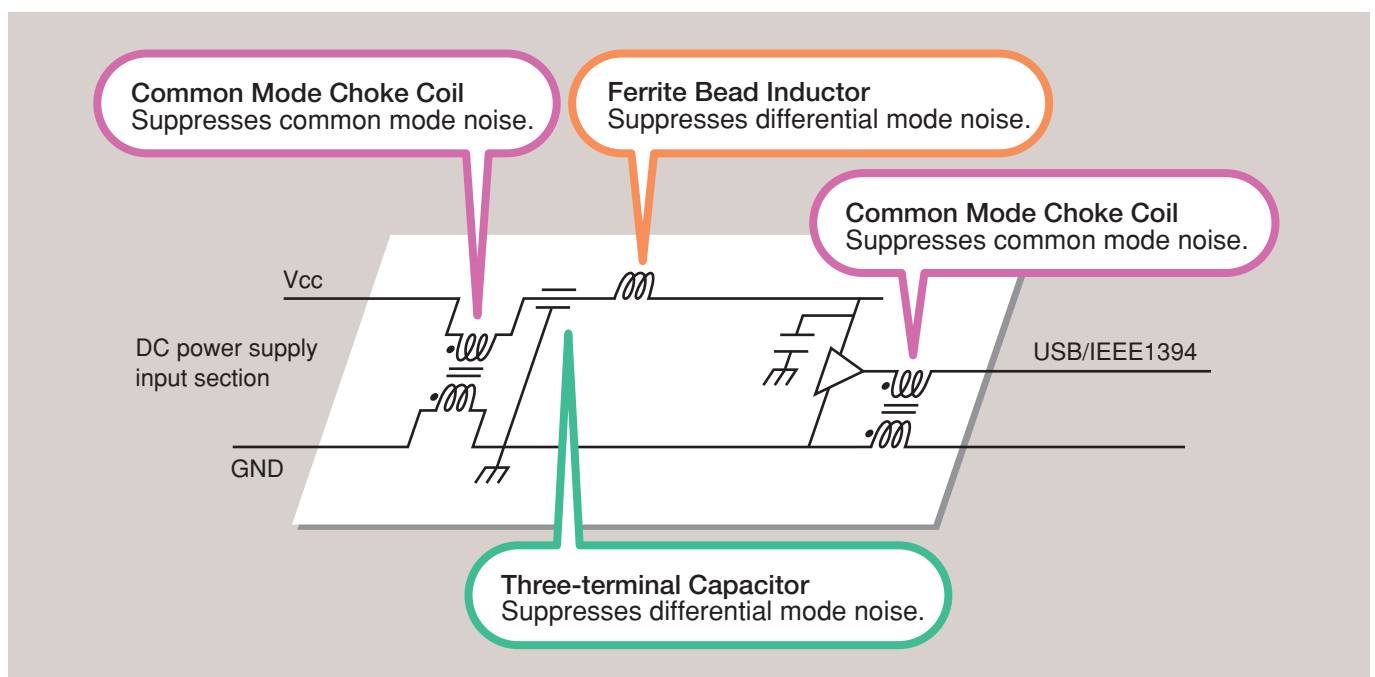 Common Mode Choke Coil
Suppresses common mode noise.
Ferrite Bead Inductor
Suppresses differential mode noise.
Common Mode Choke Coil
Suppresses common mode noise.
Vcc
DC power supply
input section
USB/IEEE1394
GND
Three-terminal Capacitor
Suppresses differential mode noise.